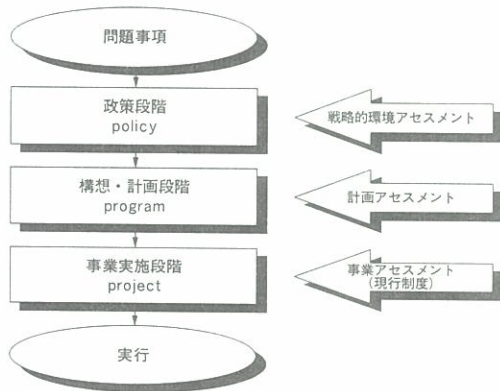 問題事項
政策段階
policy
戦略的環境アセスメント
構想・計画段階
program
計画アセスメント
事業実施段階
project
事業アセスメント
(現行制度)
実行